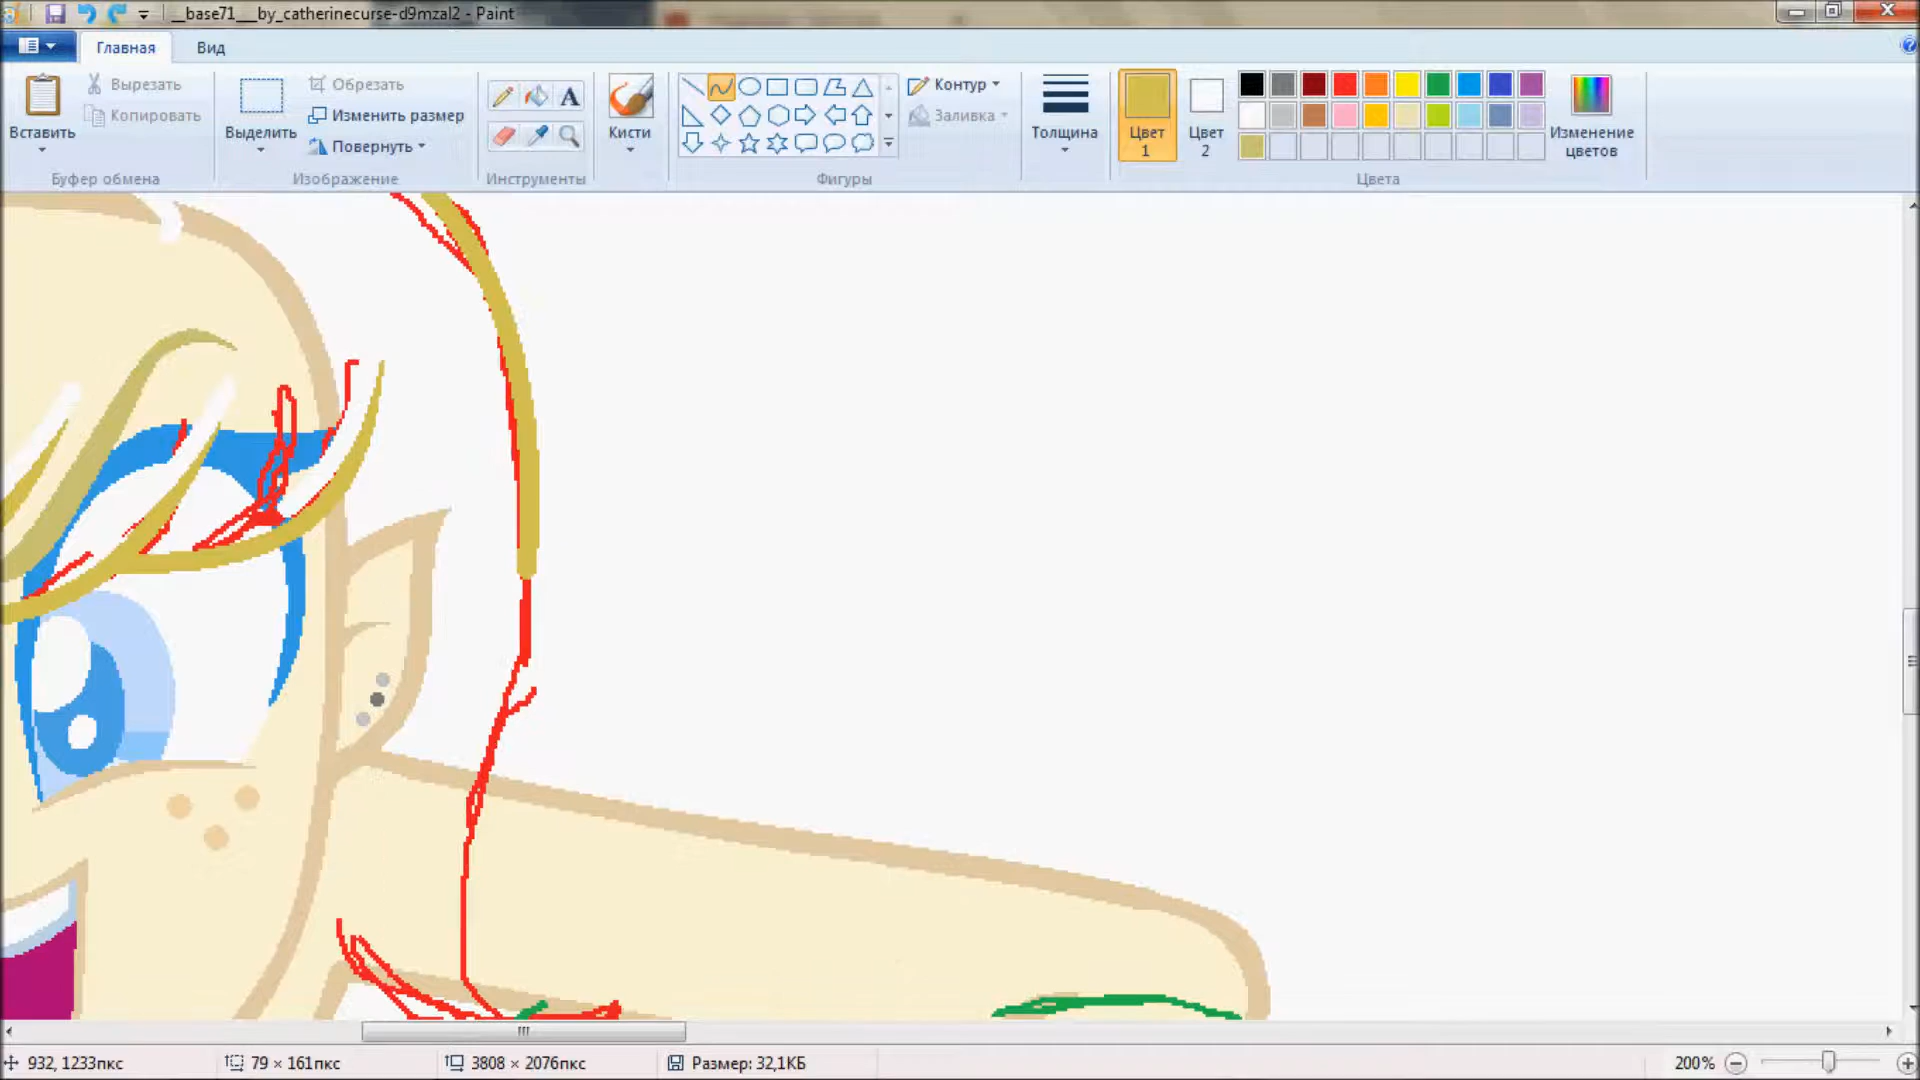 __base71___by_catherinecurse-d9mzal2 - Paint
Главная Вид
Вставить
Вырезать
Копировать
Буфер обмена
Выделить
Обрезать
Изменить размер
Повернуть
Изображение
A
Инструменты
Кисти
Контур
Заливка
Фигуры
Толщина
Цвет
1
Цвет
2
Изменение
цветов
Цвета
932, 1233пкс 79 × 161пкс 3808 × 2076пкс Размер: 32,1КБ 200%